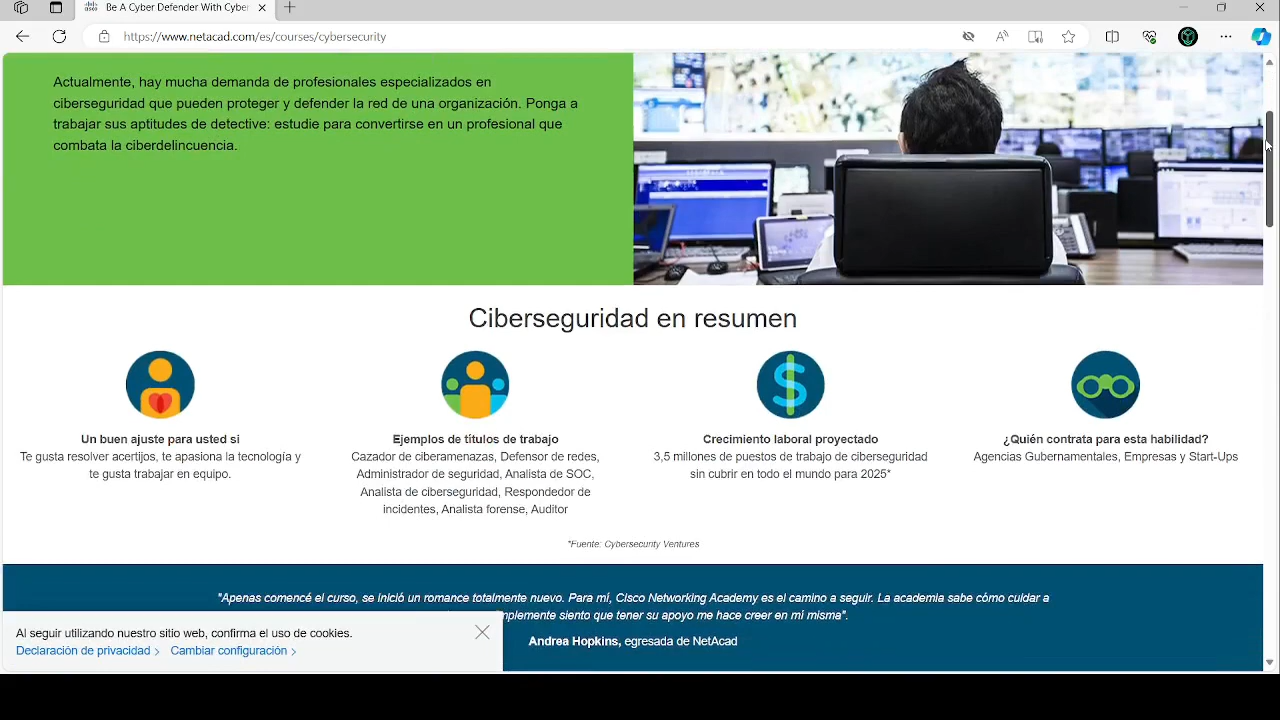 Be A Cyber Defender With Cyber
https://www.netacad.com/es/courses/cybersecurity
Actualmente, hay mucha demanda de profesionales especializados en
ciberseguridad que pueden proteger y defender la red de una organización. Ponga a
trabajar sus aptitudes de detective: estudie para convertirse en un profesional que
combata la ciberdelincuencia.
Ciberseguridad en resumen
Un buen ajuste para usted si
Te gusta resolver acertijos, te apasiona la tecnología y
te gusta trabajar en equipo.
Ejemplos de títulos de trabajo
Cazador de ciberamenazas, Defensor de redes,
Administrador de seguridad, Analista de SOC,
Analista de ciberseguridad, Respondedor de
incidentes, Analista forense, Auditor
Crecimiento laboral proyectado
3,5 millones de puestos de trabajo de ciberseguridad
sin cubrir en todo el mundo para 2025*
¿Quién contrata para esta habilidad?
Agencias Gubernamentales, Empresas y Start-Ups
*Fuente: Cybersecurity Ventures
"Apenas comencé el curso, se inició un romance totalmente nuevo. Para mí, Cisco Networking Academy es el camino a seguir. La academia sabe cómo cuidar a
siento que tener su apoyo me hace creer en mí misma".
Andrea Hopkins, egresada de NetAcad
Al seguir utilizando nuestro sitio web, confirma el uso de cookies.
Declaración de privacidad
Cambiar configuración